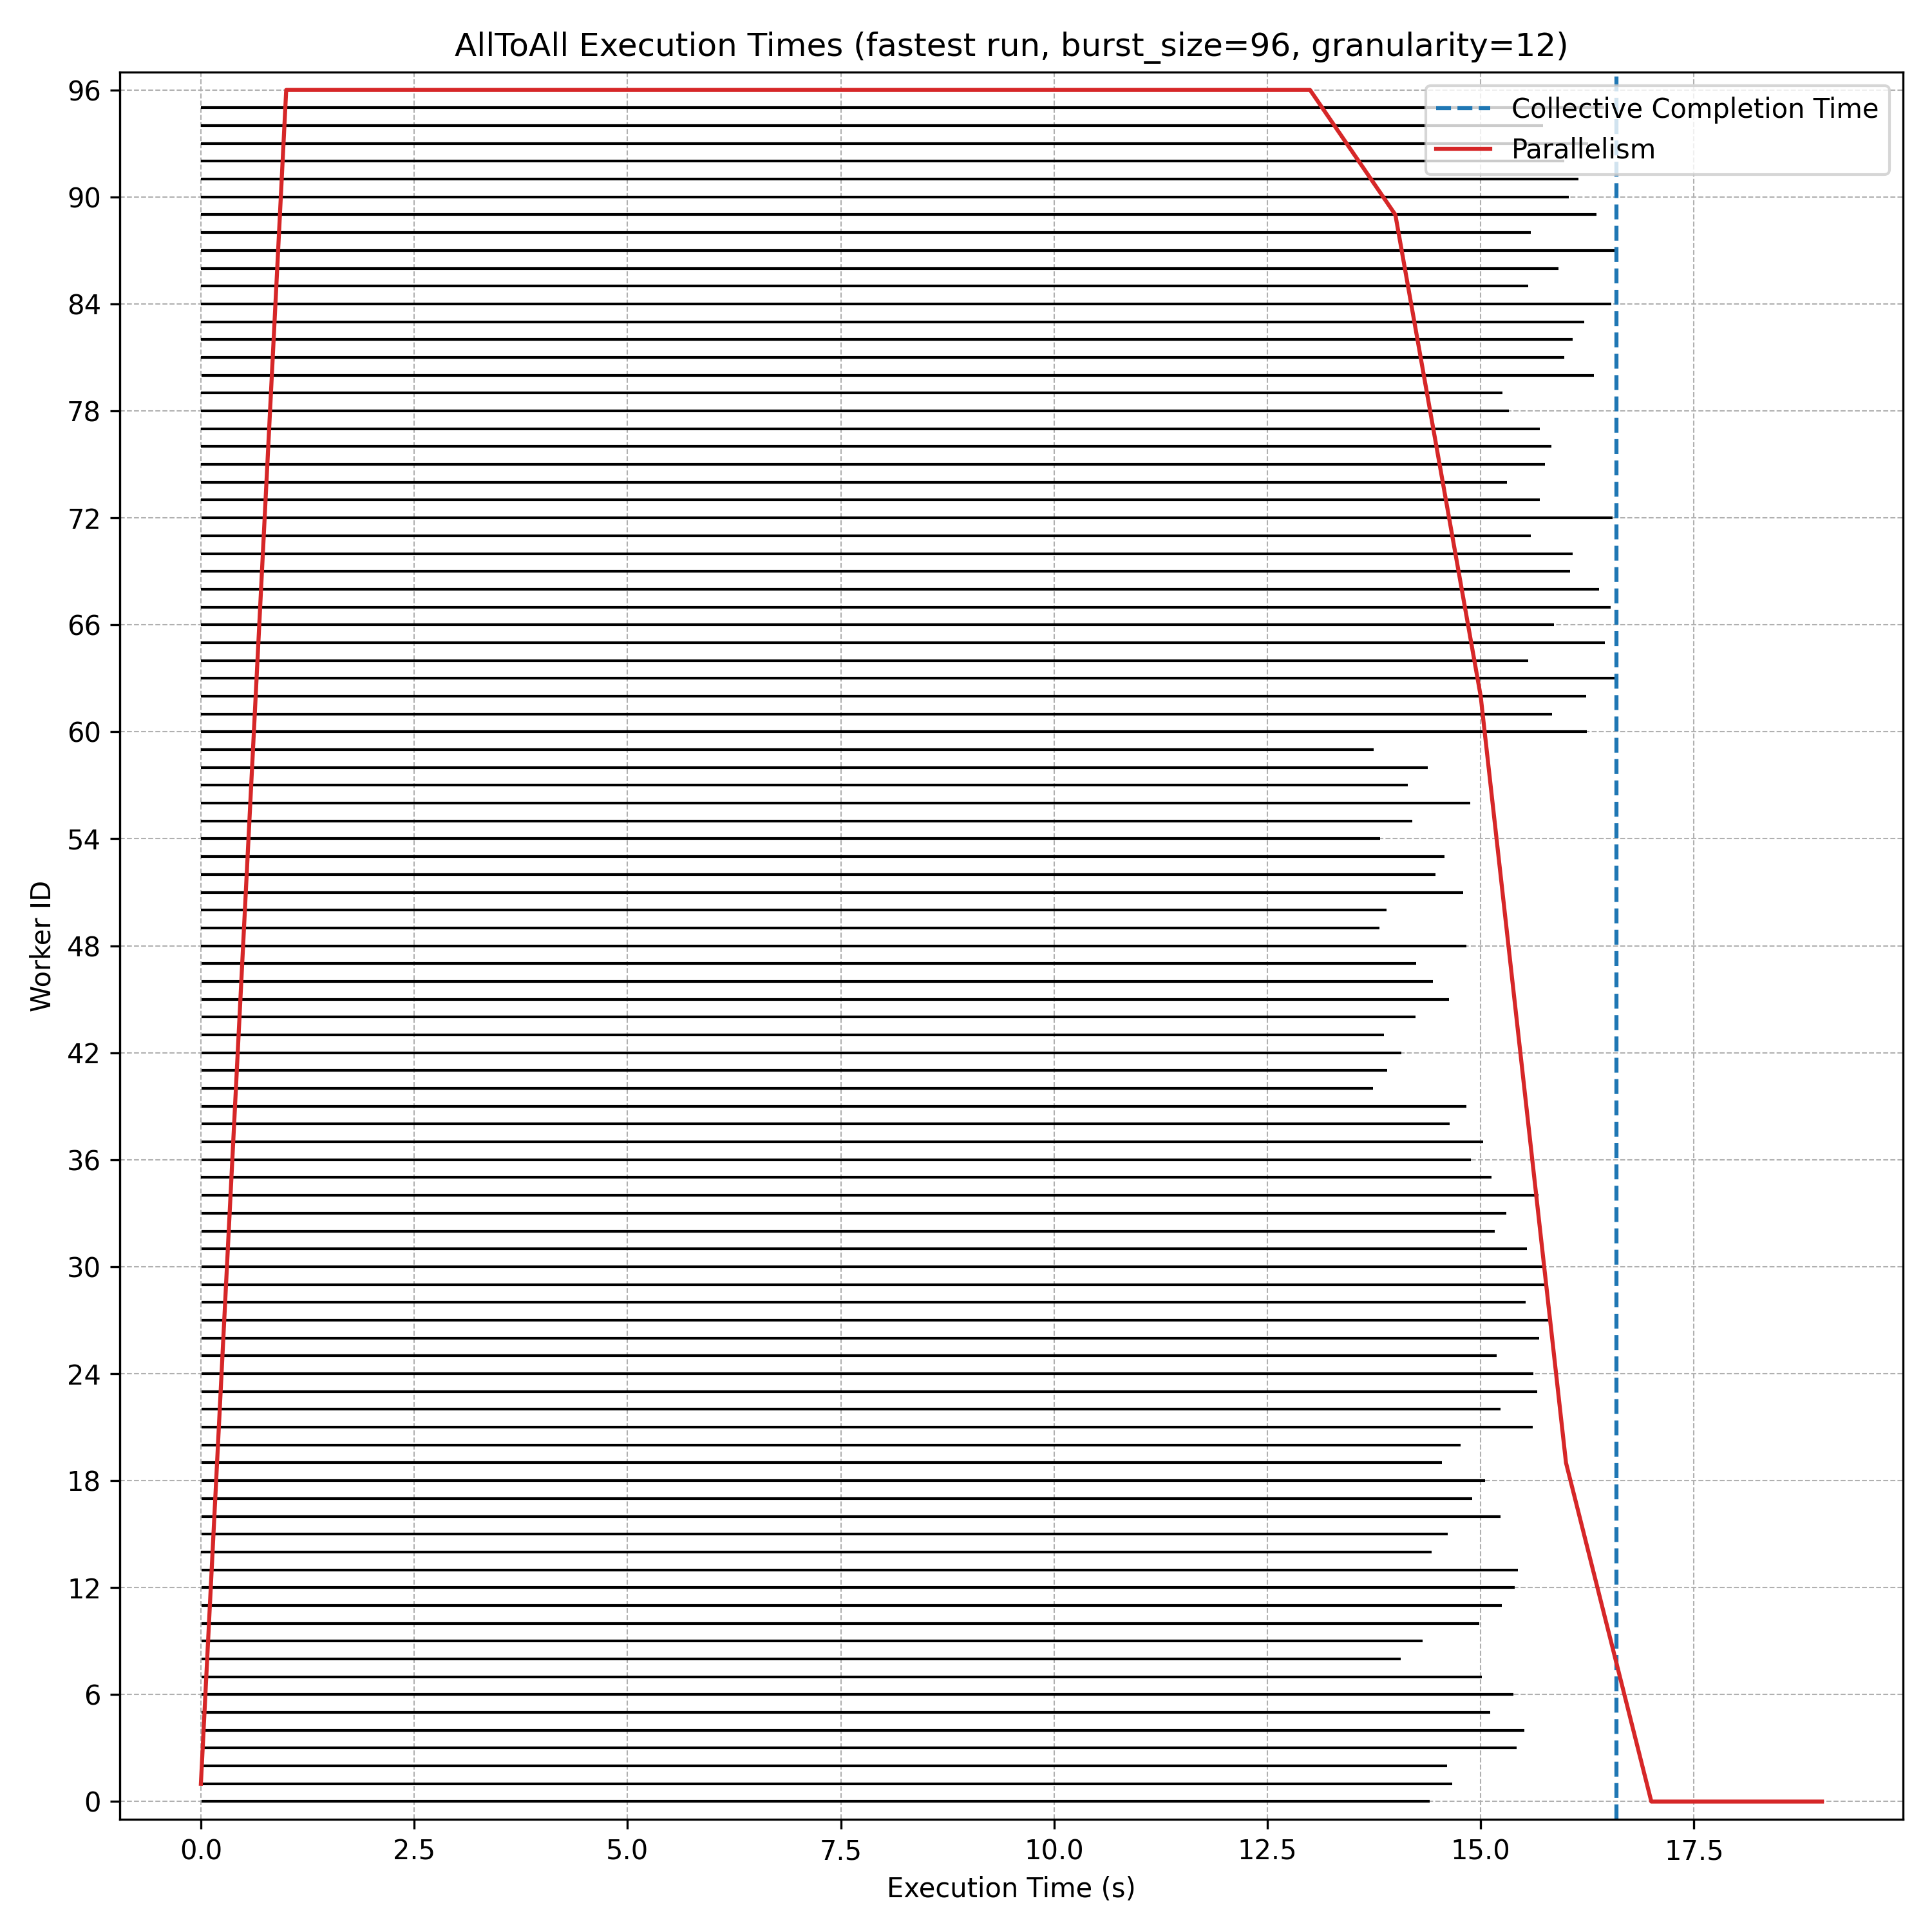 AllToAll Execution Times (fastest run, burst_size=96, granularity=12)
Collective Completion Time
Parallelism
96
90
84
78
72
66
60
54
48
42
36
30
24
18
12
6
0
Worker ID
0.0 2.5 5.0 7.5 10.0 12.5 15.0 17.5
Execution Time (s)